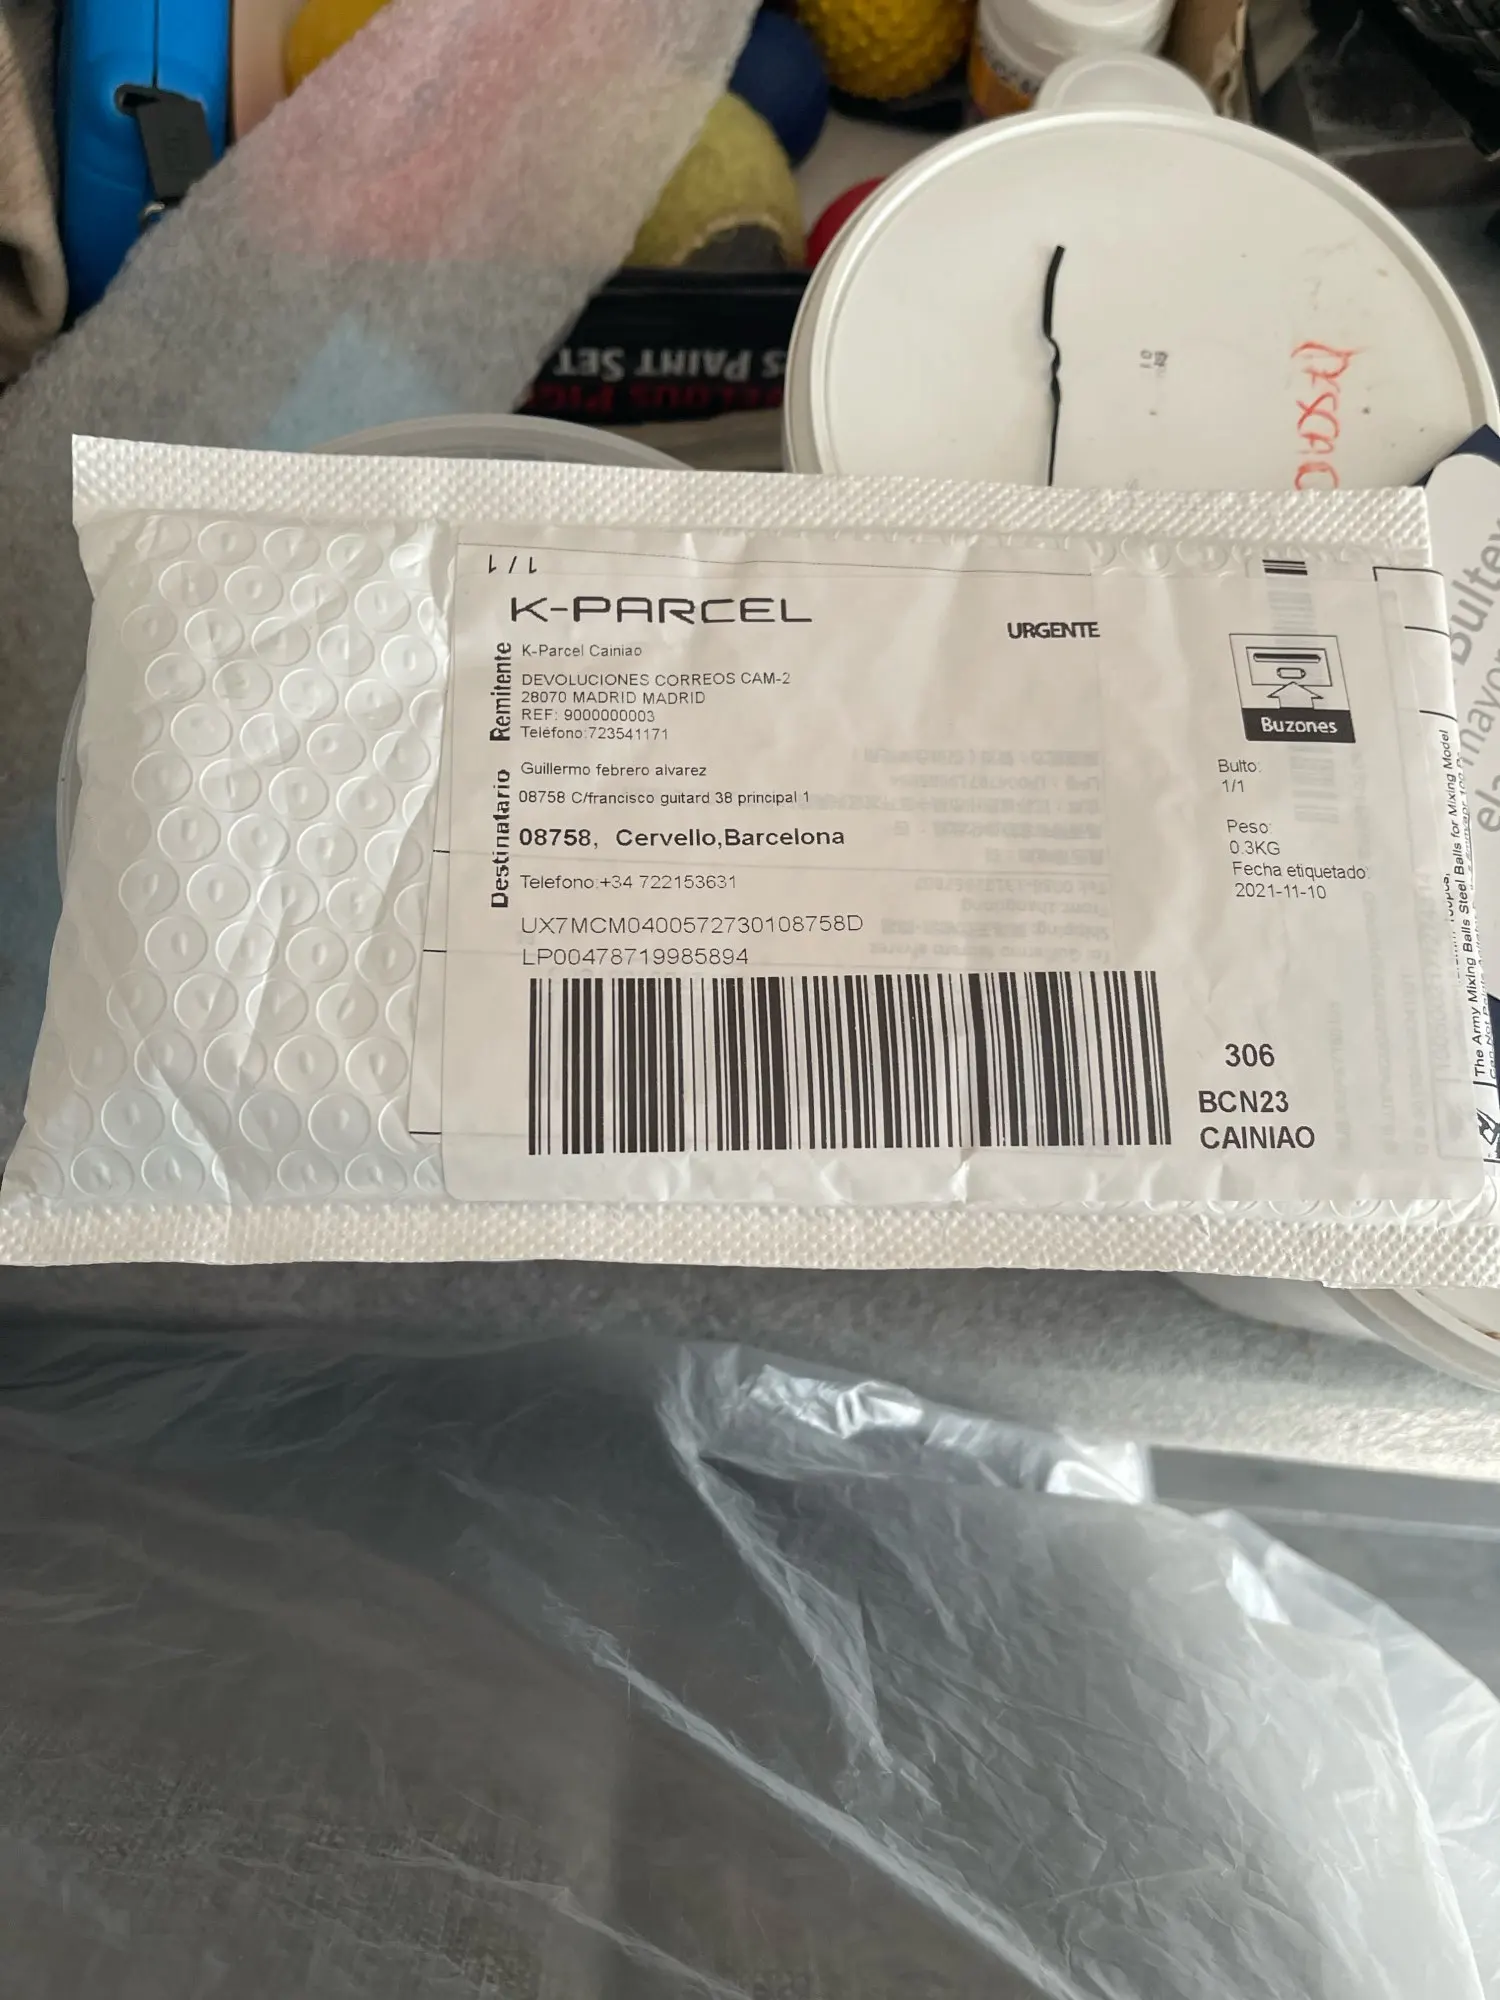 S PAINT SET
1/1
K-PARCEL
URGENTE
Remitente
K-Parcel Cainiao
DEVOLUCIONES CORREOS CAM-2
28070 MADRID MADRID
REF: 9000000003
Teléfono:723541171
Buzones
Destinatario
Guillermo febrero alvarez
08758 C/francisco guitard 38 principal 1
08758, Cervello,Barcelona
Telefono:+34 722153631
UX7MCM0400572730108758D
LP00478719985894
Bulto:
1/1
Peso:
0.3KG
Fecha etiquetado:
2021-11-10
306
BCN23
CAINIAO
The Army Mixing Balls Steel Balls for Mixing Model